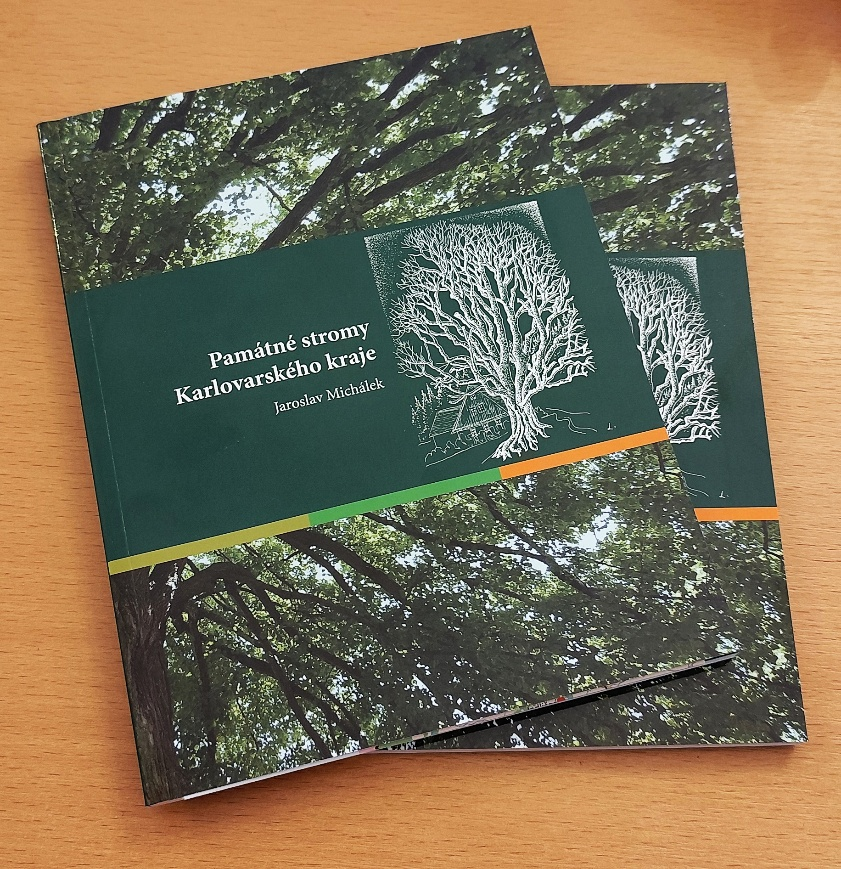 Památné stromy
Karlovarského kraje
Jaroslav Michálek